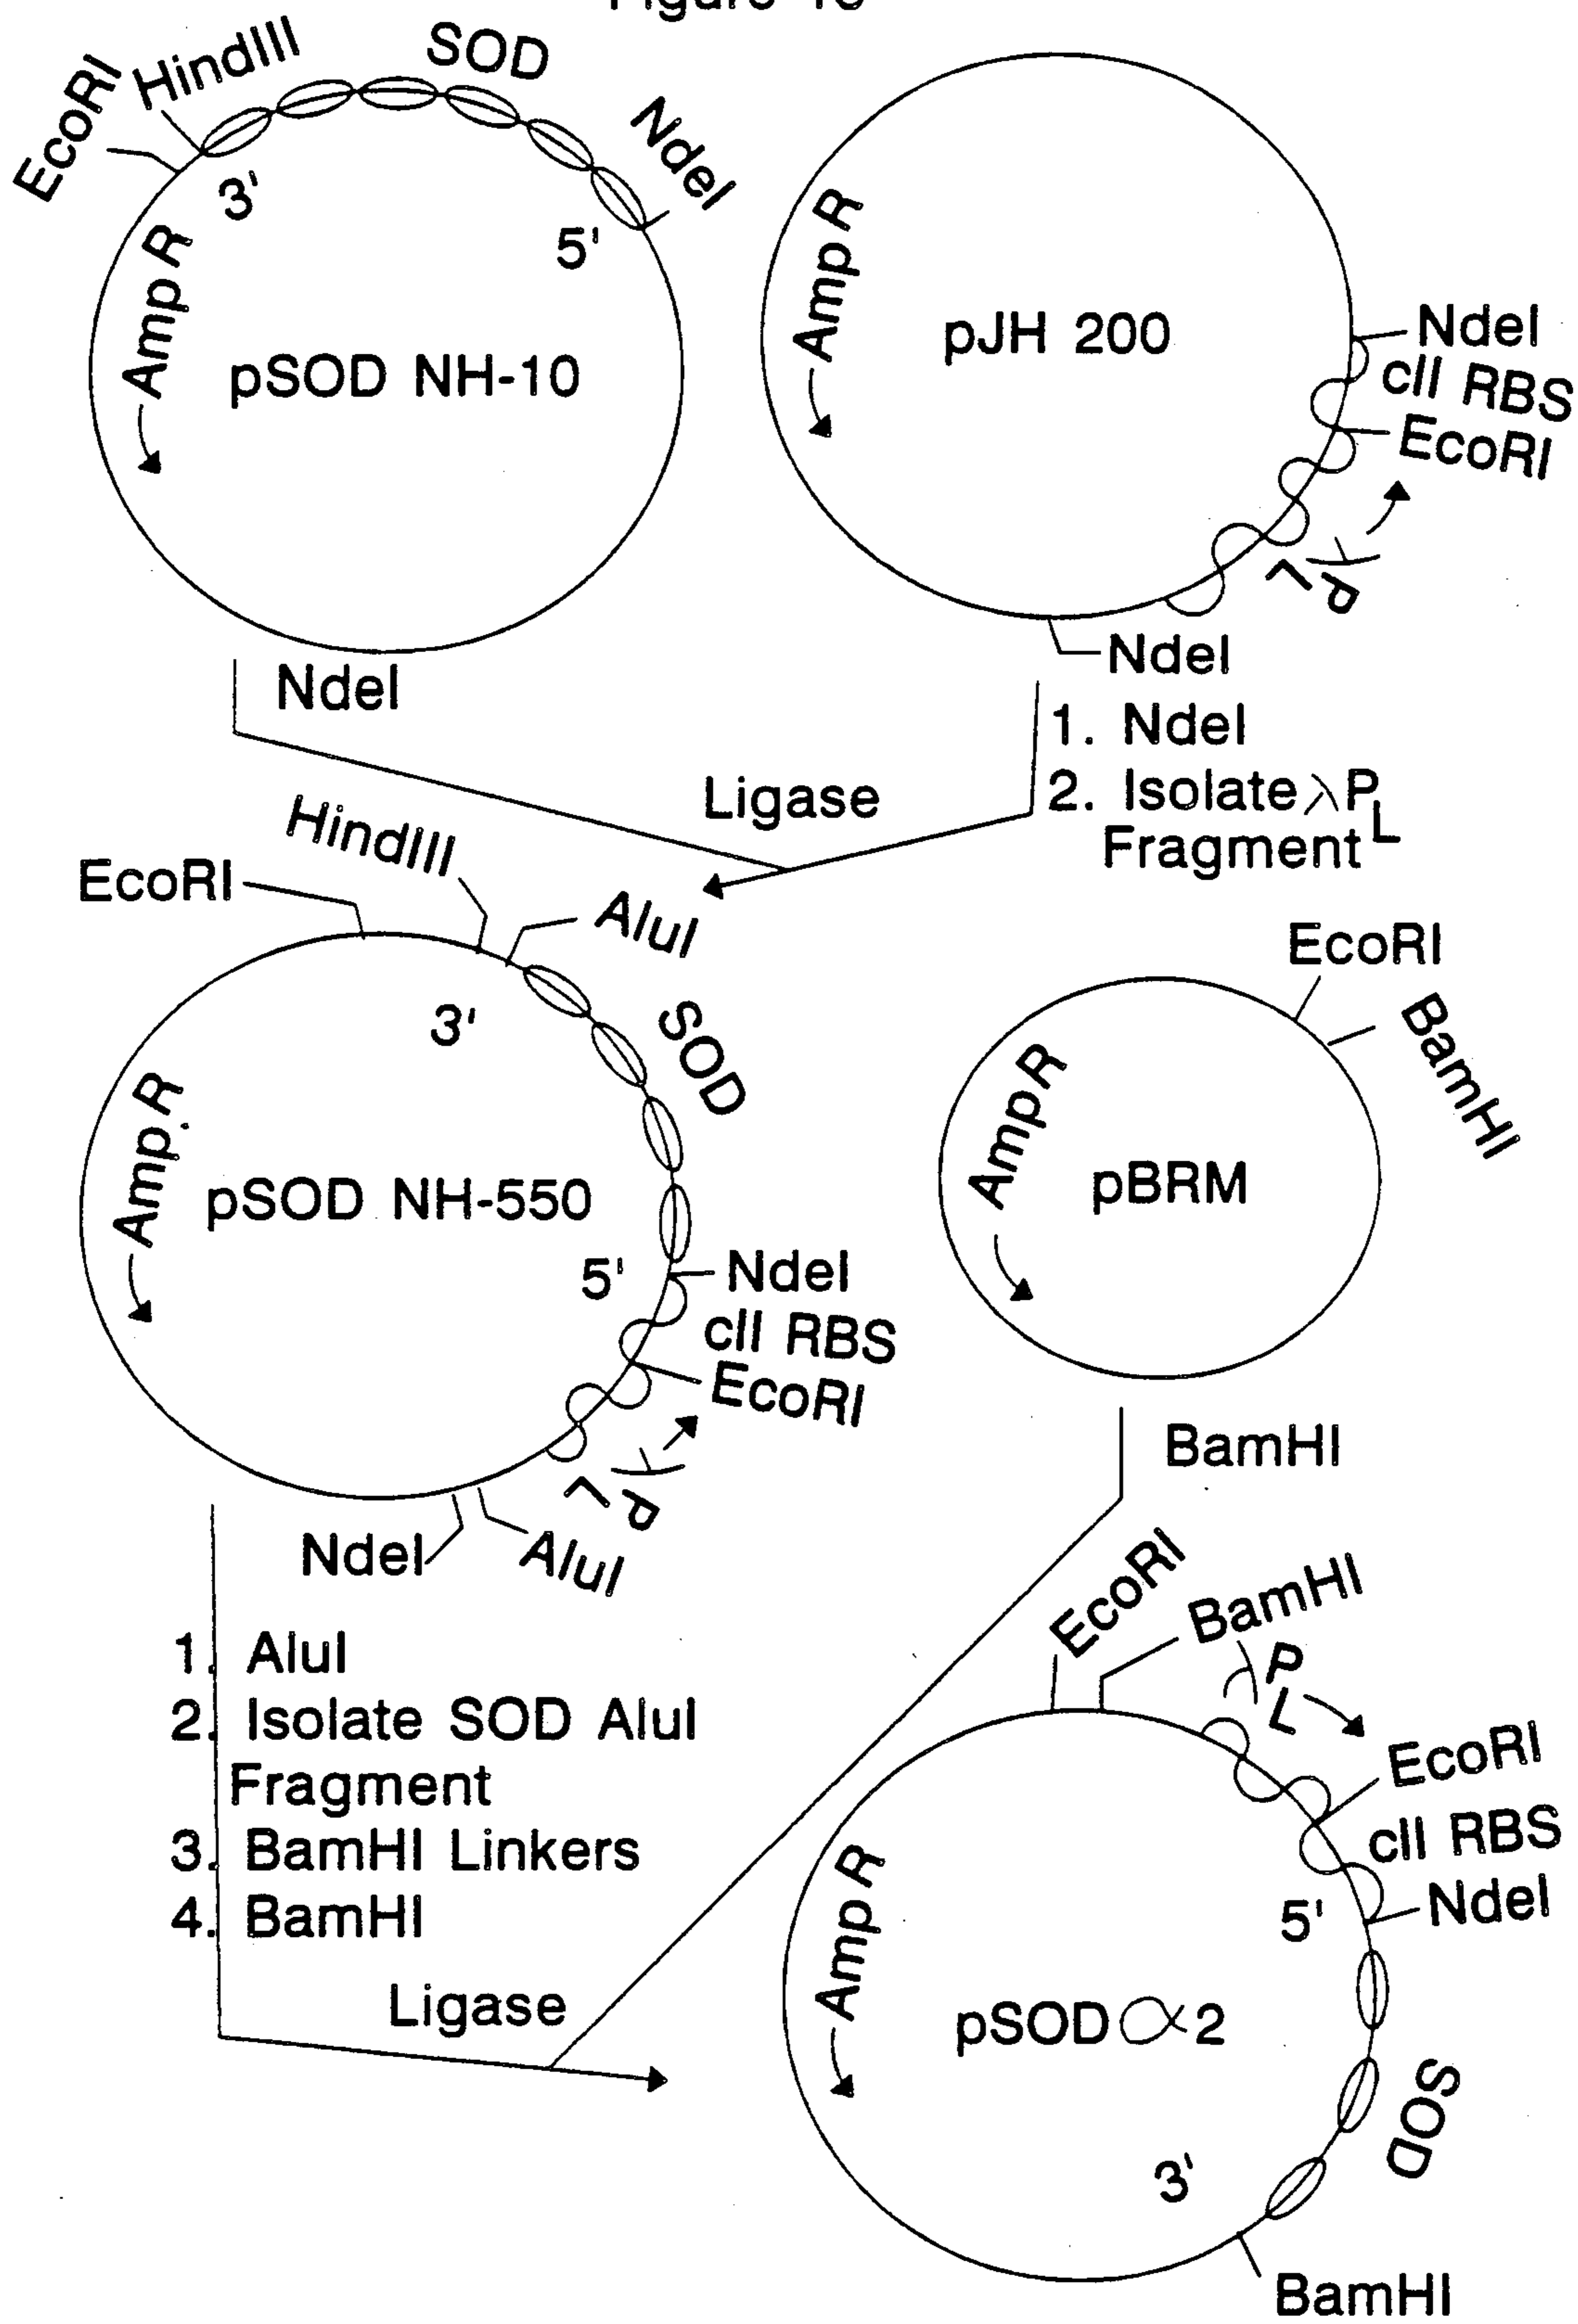 EcoRI
HindIII
SOD
NdeI
3'
5'
AmpR
pSOD NH-10
AmpR
pJH 200
NdeI
cII RBS
EcoRI
PL
NdeI
NdeI
1. NdeI
2. Isolate λPL
Fragment
Ligase
EcoRI
HindIII
AluI
3'
SOD
AmpR
pSOD NH-550
5'
NdeI
cII RBS
EcoRI
PL
NdeI
AluI
EcoRI
BamHI
AmpR
pBRM
BamHI
1. AluI
2. Isolate SOD AluI
Fragment
3. BamHI Linkers
4. BamHI
Ligase
EcoRI
BamHI
PL
EcoRI
cII RBS
NdeI
5'
AmpR
pSODα2
SOD
3'
BamHI